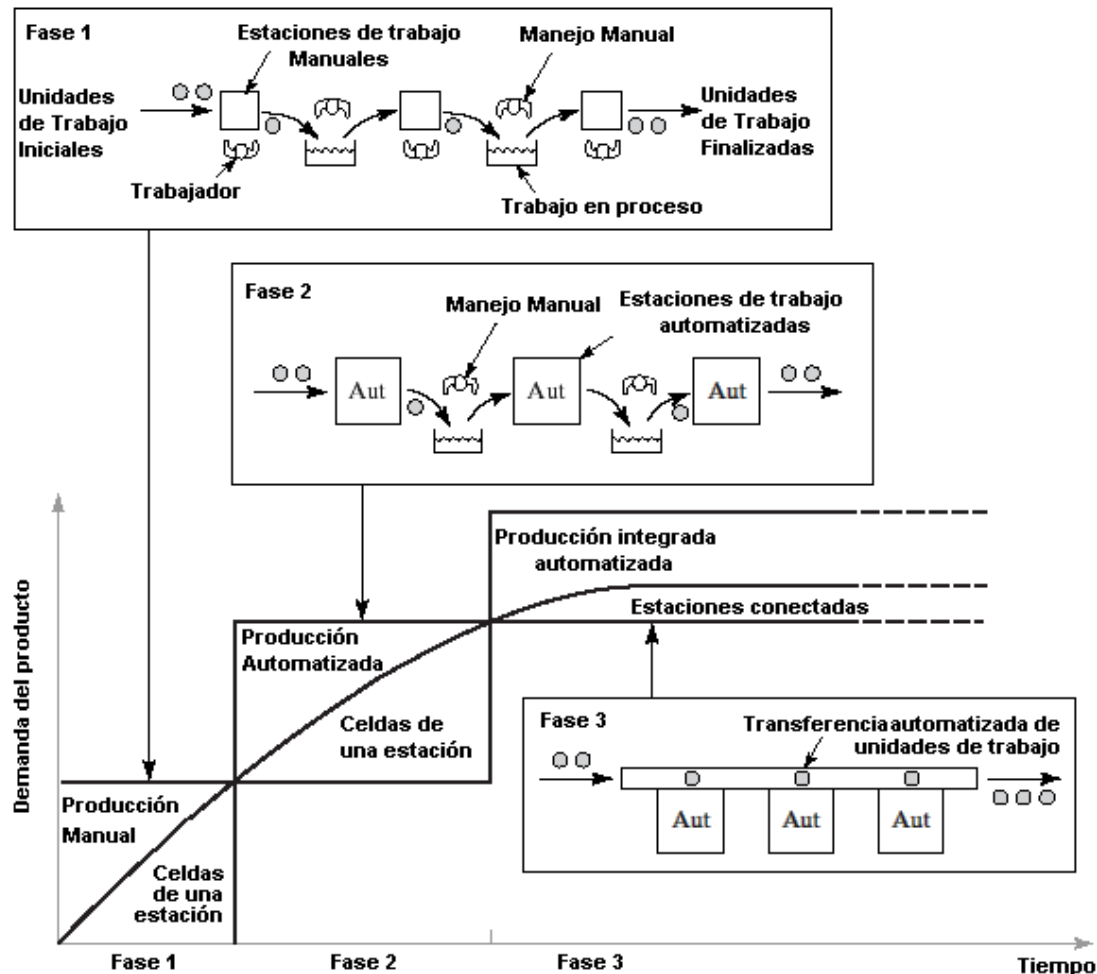 Fase 1
Estaciones de trabajo
Manuales
Manejo Manual
Unidades
de Trabajo
Iniciales
Unidades
de Trabajo
Finalizadas
Trabajador
Trabajo en proceso
Fase 2
Manejo Manual
Estaciones de trabajo
automatizadas
Aut
Aut
Aut
Demanda del producto
Producción integrada
automatizada
Estaciones conectadas
Producción
Automatizada
Celdas de
una estación
Producción
Manual
Celdas
de una
estación
Fase 3
Transferencia automatizada de
unidades de trabajo
Aut
Aut
Aut
Fase 1
Fase 2
Fase 3
Tiempo